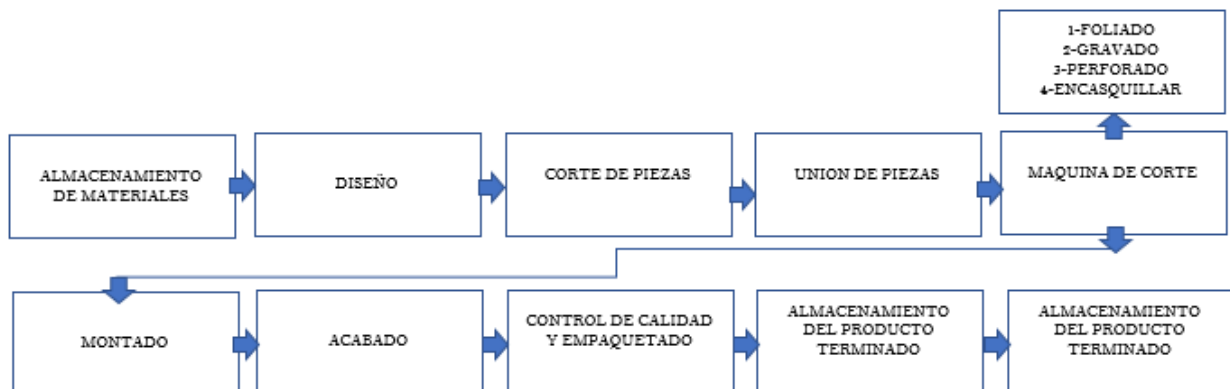 1-FOLIADO
2-GRAVADO
3-PERFORADO
4-ENCASQUILLAR
ALMACENAMIENTO
DE MATERIALES
DISEÑO
CORTE DE PIEZAS
UNION DE PIEZAS
MAQUINA DE CORTE
MONTADO
ACABADO
CONTROL DE CALIDAD
Y EMPAQUETADO
ALMACENAMIENTO
DEL PRODUCTO
TERMINADO
ALMACENAMIENTO
DEL PRODUCTO
TERMINADO